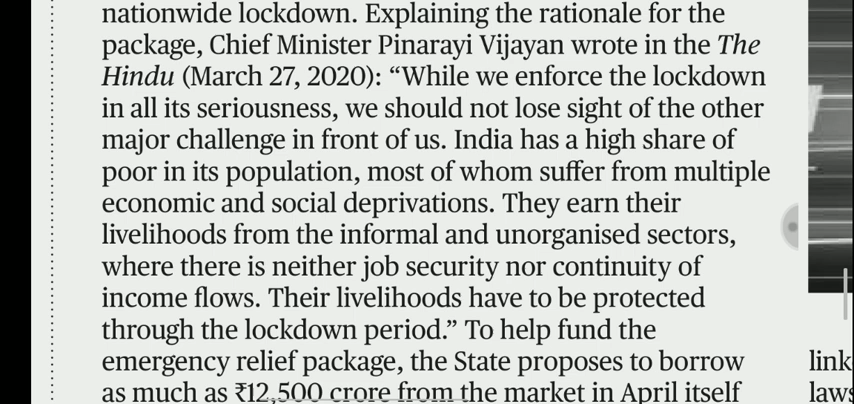 nationwide lockdown. Explaining the rationale for the
package, Chief Minister Pinarayi Vijayan wrote in the The
Hindu (March 27, 2020): “While we enforce the lockdown
in all its seriousness, we should not lose sight of the other
major challenge in front of us. India has a high share of
poor in its population, most of whom suffer from multiple
economic and social deprivations. They earn their
livelihoods from the informal and unorganised sectors,
where there is neither job security nor continuity of
income flows. Their livelihoods have to be protected
through the lockdown period.” To help fund the
emergency relief package, the State proposes to borrow
as much as ₹12,500 crore from the market in April itself
link
laws